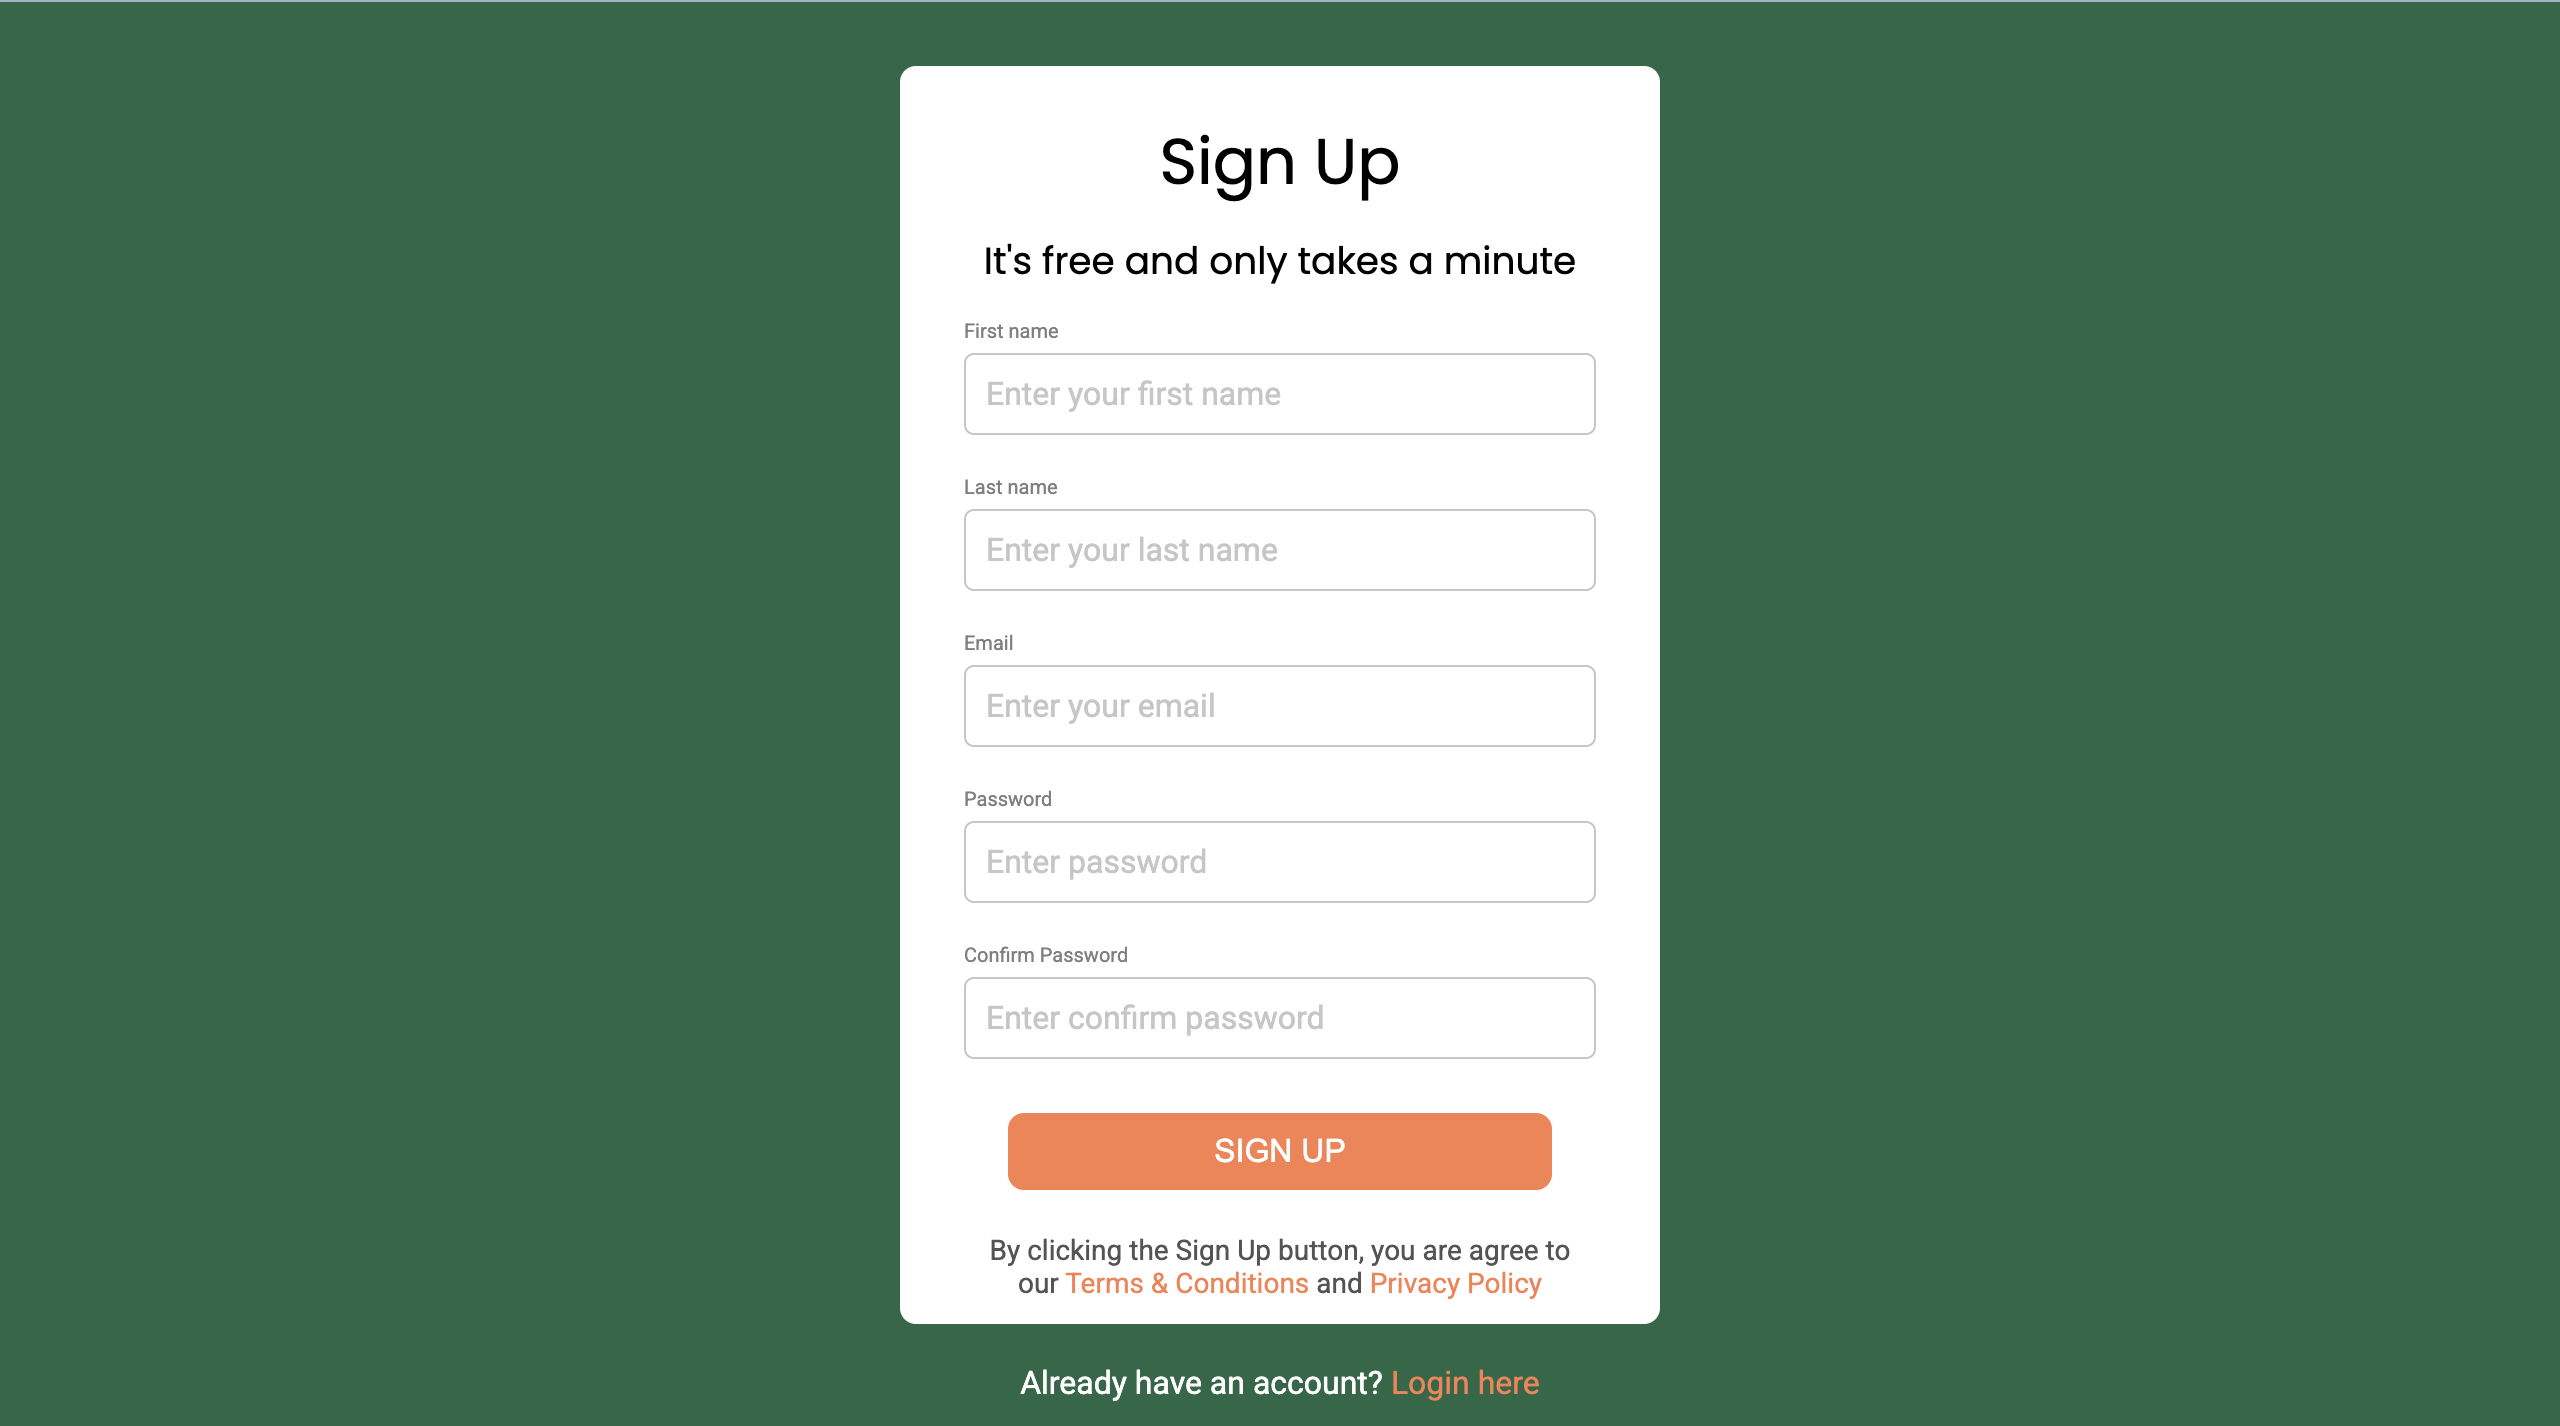 Sign Up
It's free and only takes a minute
First name
Enter your first name
Last name
Enter your last name
Email
Enter your email
Password
Enter password
Confirm Password
Enter confirm password
SIGN UP
By clicking the Sign Up button, you are agree to
our Terms & Conditions and Privacy Policy
Already have an account? Login here